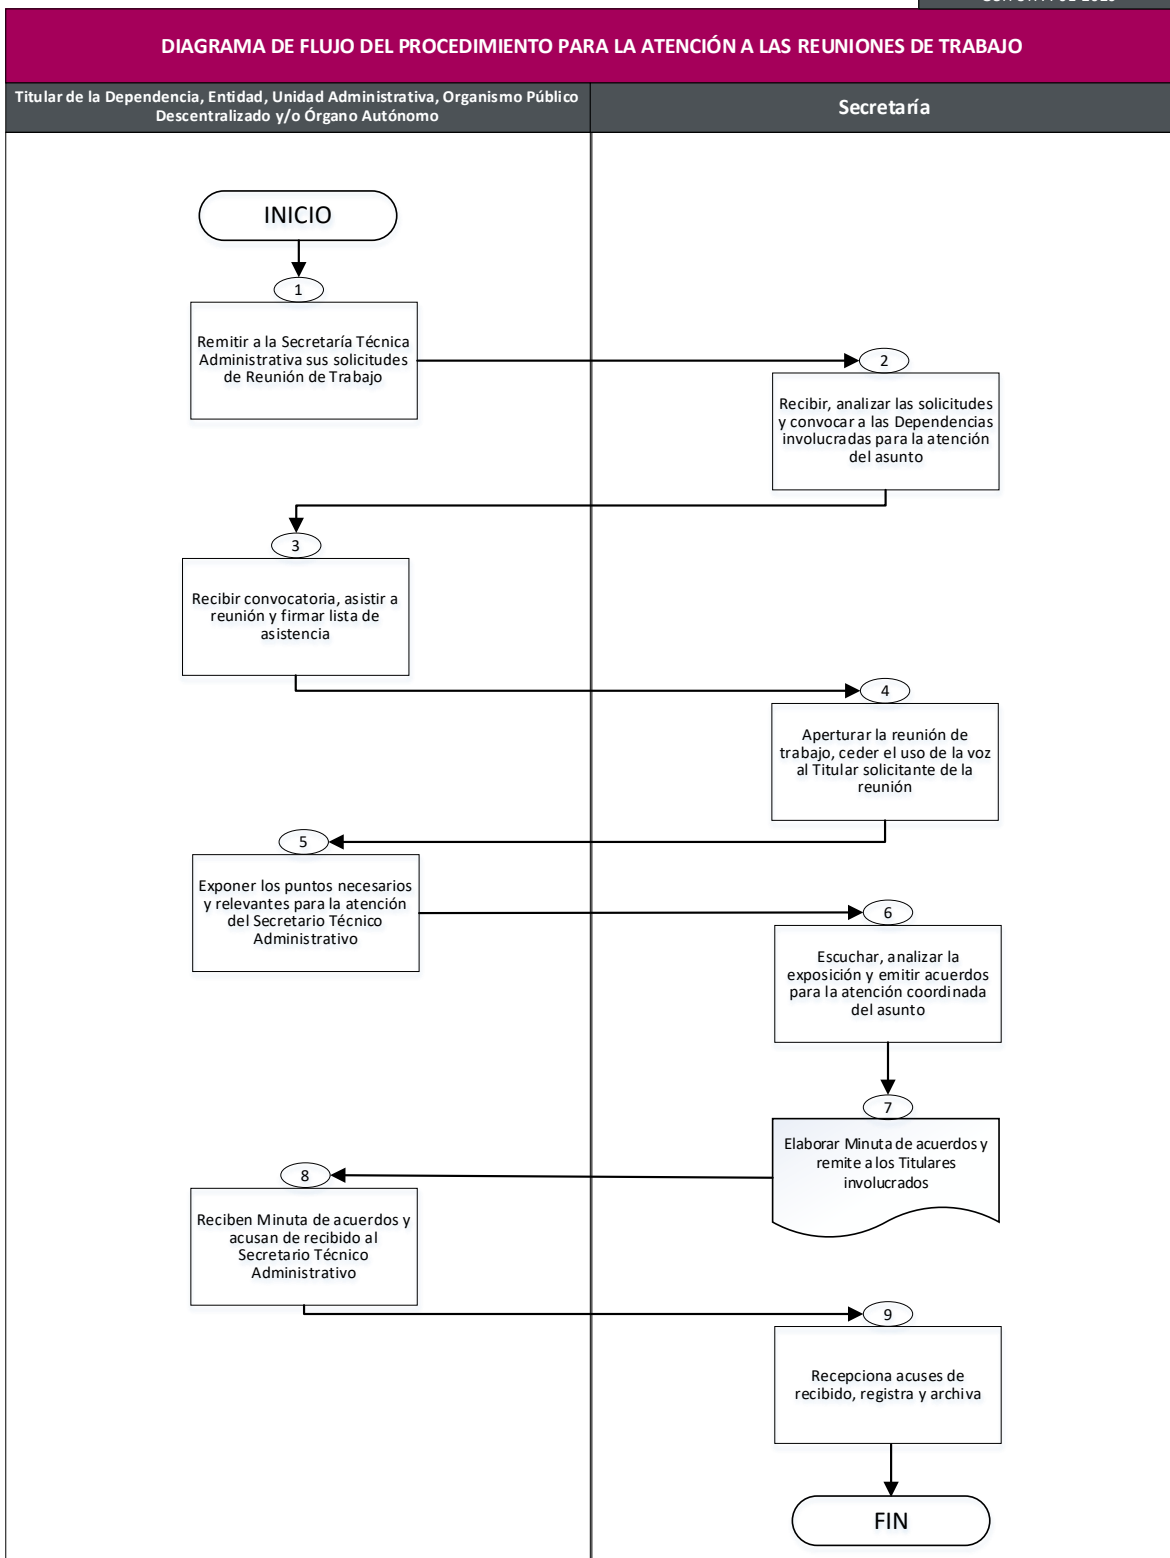 DIAGRAMA DE FLUJO DEL PROCEDIMIENTO PARA LA ATENCIÓN A LAS REUNIONES DE TRABAJO
Titular de la Dependencia, Entidad, Unidad Administrativa, Organismo Público
Descentralizado y/o Órgano Autónomo
Secretaría
INICIO
1
Remitir a la Secretaría Técnica
Administrativa sus solicitudes
de Reunión de Trabajo
2
Recibir, analizar las solicitudes
y convocar a las Dependencias
involucradas para la atención
del asunto
3
Recibir convocatoria, asistir a
reunión y firmar lista de
asistencia
4
Aperturar la reunión de
trabajo, ceder el uso de la voz
al Titular solicitante de la
reunión
5
Exponer los puntos necesarios
y relevantes para la atención
del Secretario Técnico
Administrativo
6
Escuchar, analizar la
exposición y emitir acuerdos
para la atención coordinada
del asunto
7
Elaborar Minuta de acuerdos y
remite a los Titulares
involucrados
8
Reciben Minuta de acuerdos y
acusan de recibido al
Secretario Técnico
Administrativo
9
Recepciona acuses de
recibido, registra y archiva
FIN